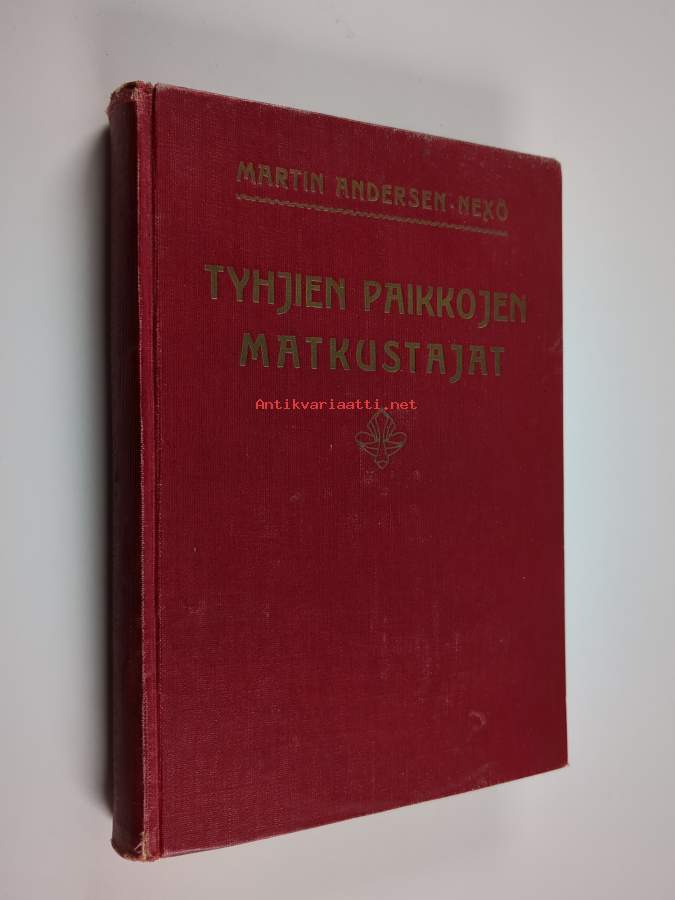 MARTIN ANDERSEN-NEXÖ
TYHJIEN PAIKKOJEN
MATKUSTAJAT
Antikvariaatti.net